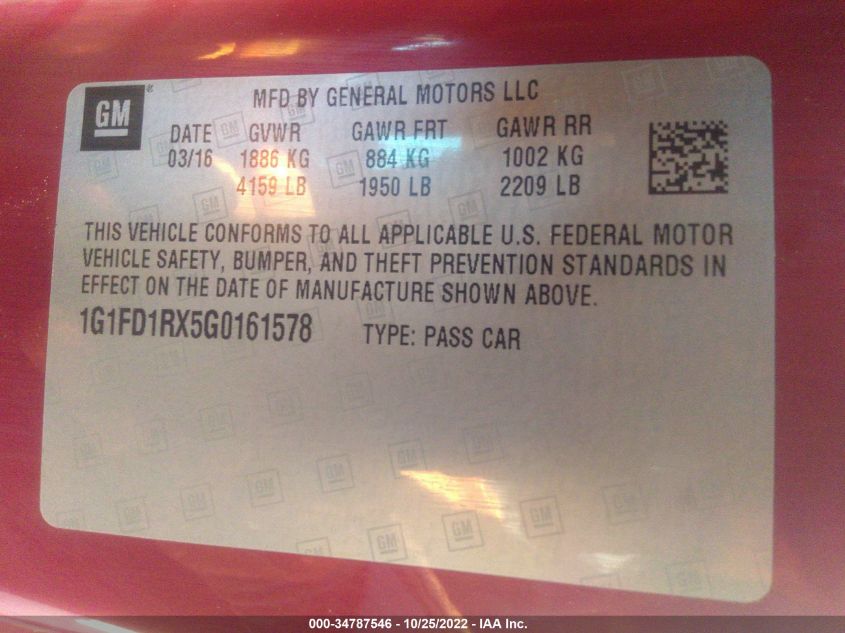 GM
MFD BY GENERAL MOTORS LLC
DATE GVWR GAWR FRT GAWR RR
03/16 1886 KG 884 KG 1002 KG
4159 LB 1950 LB 2209 LB
THIS VEHICLE CONFORMS TO ALL APPLICABLE U.S. FEDERAL MOTOR
VEHICLE SAFETY, BUMPER, AND THEFT PREVENTION STANDARDS IN
EFFECT ON THE DATE OF MANUFACTURE SHOWN ABOVE.
1G1FD1RX5G0161578 TYPE: PASS CAR
000-34787546 - 10/25/2022 - IAA Inc.